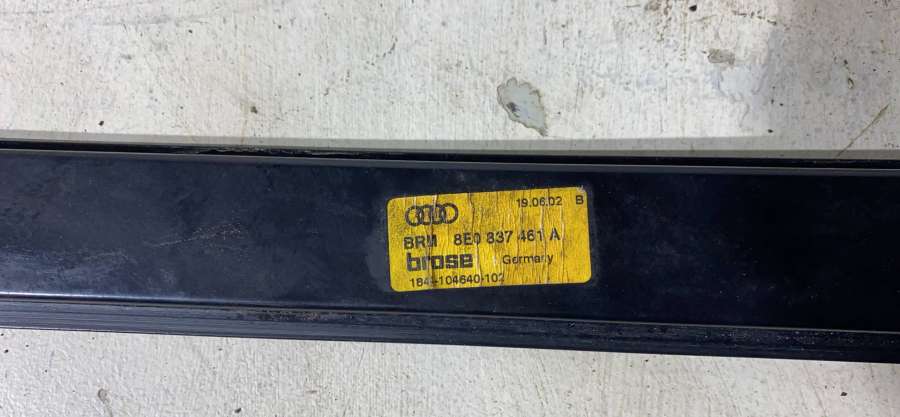 19.06.02 B
BRM 8E0 837 461 A
brose Germany
1844-104640-102